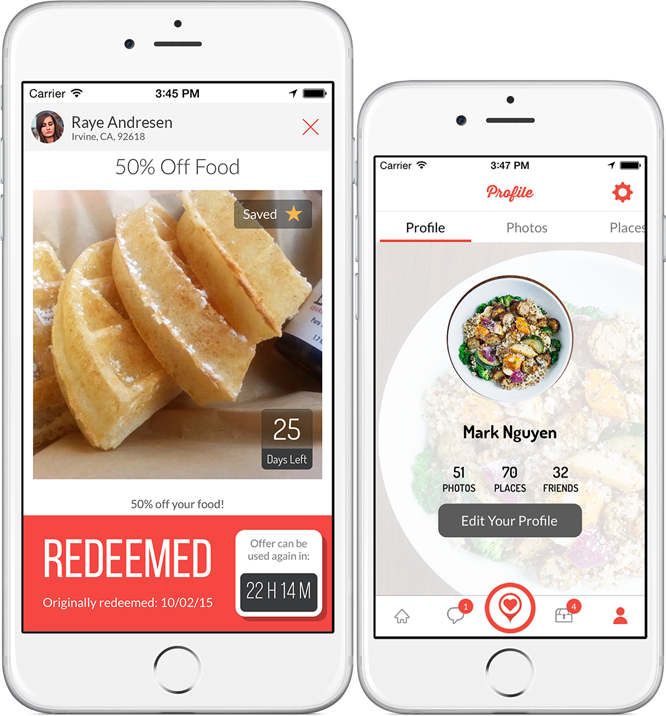 Carrier 3:45 PM
Raye Andresen
Irvine, CA, 92618
50% Off Food
Saved
25
Days Left
50% off your food!
REDEEMED
Originally redeemed: 10/02/15
Offer can be
used again in:
22 H 14 M
Carrier 3:47 PM
Profile
Profile Photos Places
Mark Nguyen
51 70 32
PHOTOS PLACES FRIENDS
Edit Your Profile
1 4